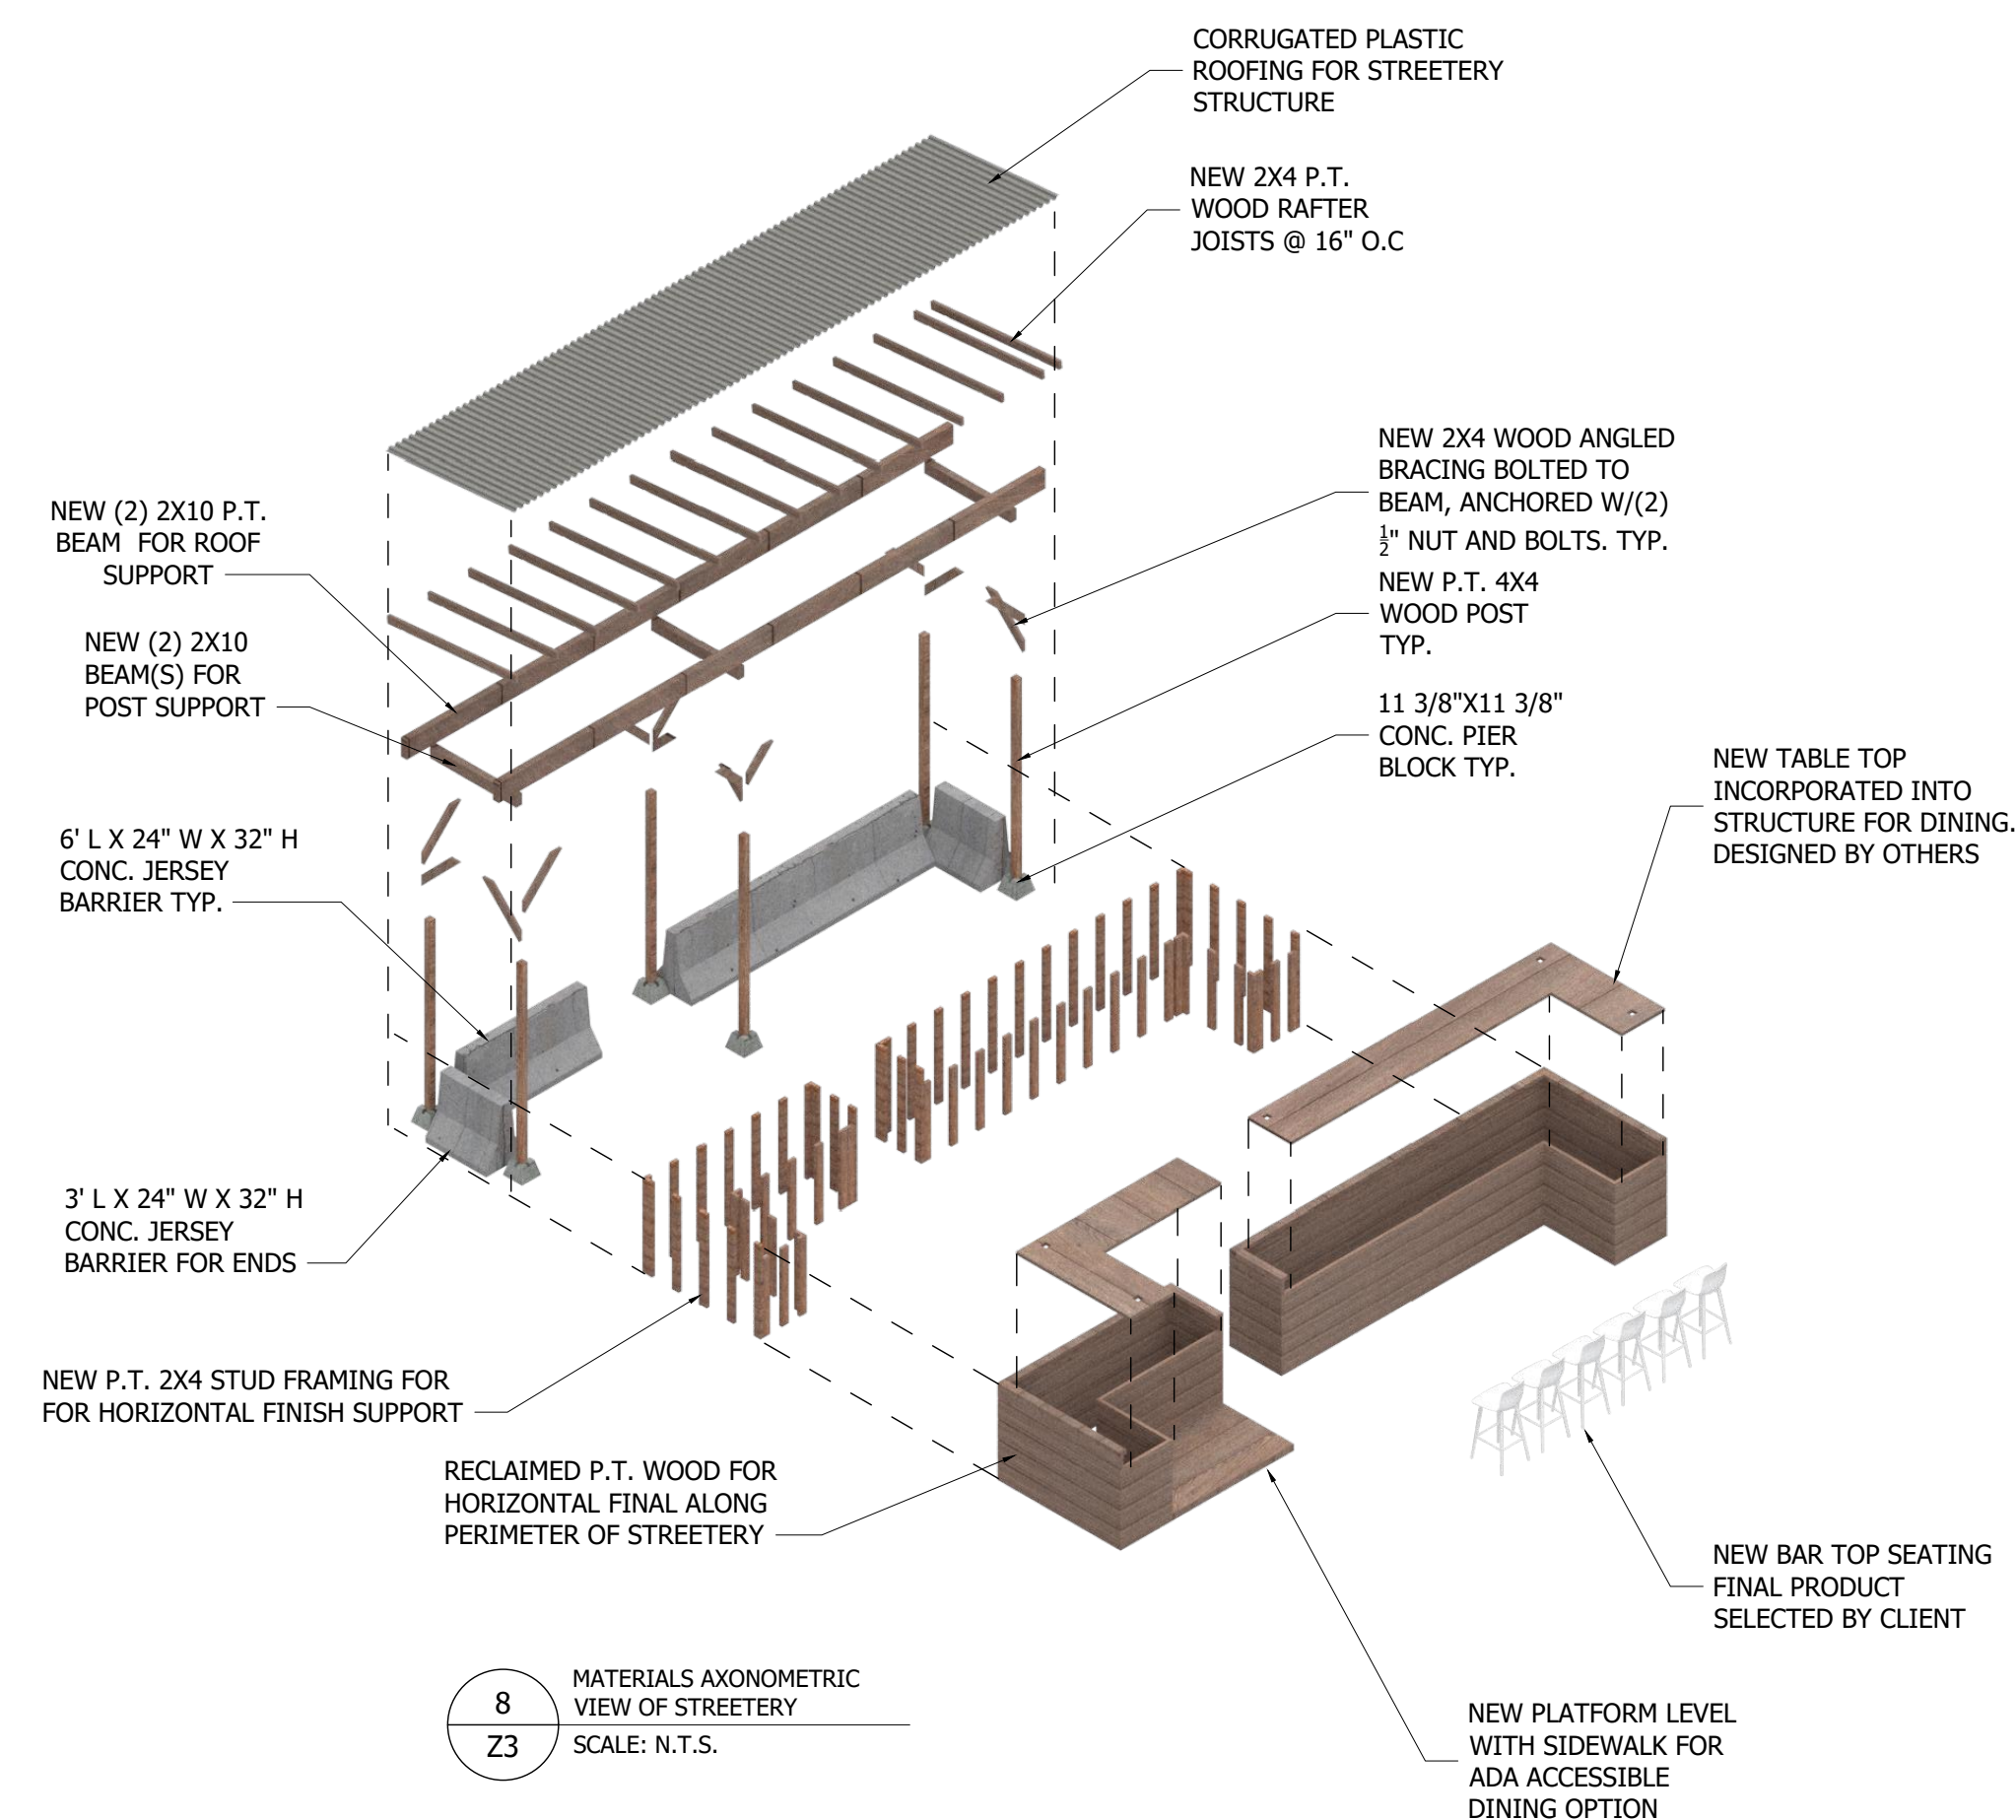 CORRUGATED PLASTIC
ROOFING FOR STREETERY
STRUCTURE
NEW 2X4 P.T.
WOOD RAFTER
JOISTS @ 16" O.C
NEW 2X4 WOOD ANGLED
BRACING BOLTED TO
BEAM, ANCHORED W/(2)
½" NUT AND BOLTS. TYP.
NEW P.T. 4X4
WOOD POST
TYP.
11 3/8"X11 3/8"
CONC. PIER
BLOCK TYP.
NEW TABLE TOP
INCORPORATED INTO
STRUCTURE FOR DINING.
DESIGNED BY OTHERS
NEW (2) 2X10 P.T.
BEAM FOR ROOF
SUPPORT
NEW (2) 2X10
BEAM(S) FOR
POST SUPPORT
6' L X 24" W X 32" H
CONC. JERSEY
BARRIER TYP.
3' L X 24" W X 32" H
CONC. JERSEY
BARRIER FOR ENDS
NEW P.T. 2X4 STUD FRAMING FOR
FOR HORIZONTAL FINISH SUPPORT
RECLAIMED P.T. WOOD FOR
HORIZONTAL FINAL ALONG
PERIMETER OF STREETERY
NEW BAR TOP SEATING
FINAL PRODUCT
SELECTED BY CLIENT
NEW PLATFORM LEVEL
WITH SIDEWALK FOR
ADA ACCESSIBLE
DINING OPTION
8
Z3
MATERIALS AXONOMETRIC
VIEW OF STREETERY
SCALE: N.T.S.